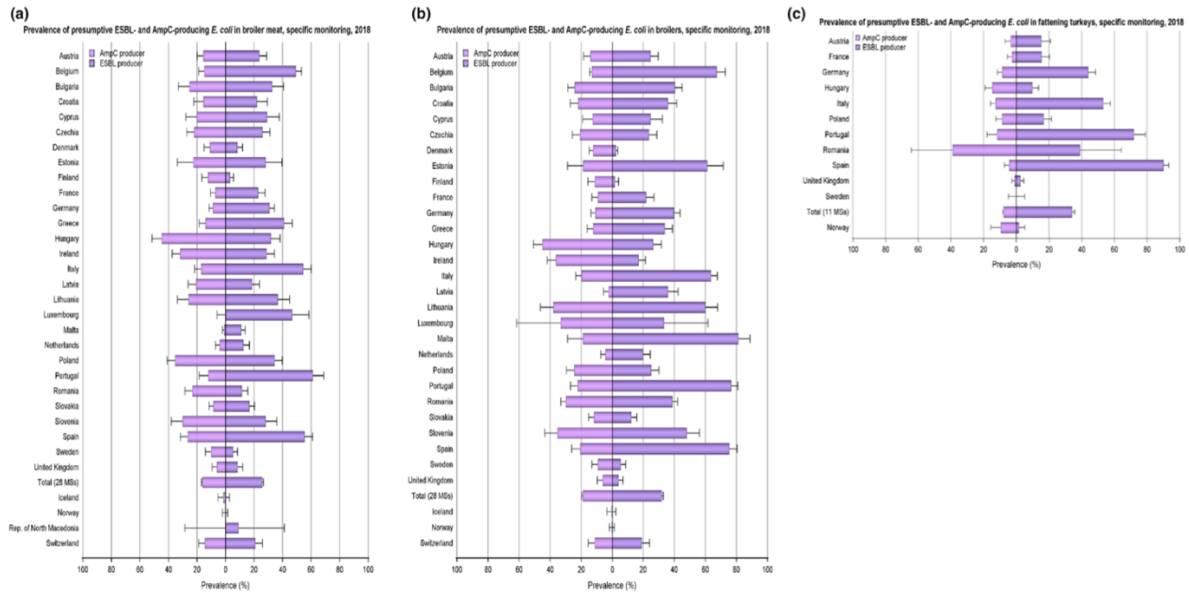 (a)
Prevalence of presumptive ESBL- and AmpC-producing E. coli in broiler meat, specific monitoring, 2018
AmpC producer
ESBL producer
Austria
Belgium
Bulgaria
Croatia
Cyprus
Czechia
Denmark
Estonia
Finland
France
Germany
Greece
Hungary
Ireland
Italy
Latvia
Lithuania
Luxembourg
Malta
Netherlands
Poland
Portugal
Romania
Slovakia
Slovenia
Spain
Sweden
United Kingdom
Total (28 MSs)
Iceland
Norway
Rep. of North Macedonia
Switzerland
100 80 60 40 20 0 20 40 60 80 100
Prevalence (%)
(b)
Prevalence of presumptive ESBL- and AmpC-producing E. coli in broilers, specific monitoring, 2018
AmpC producer
ESBL producer
Austria
Belgium
Bulgaria
Croatia
Cyprus
Czechia
Denmark
Estonia
Finland
France
Germany
Greece
Hungary
Ireland
Italy
Latvia
Lithuania
Luxembourg
Malta
Netherlands
Poland
Portugal
Romania
Slovakia
Slovenia
Spain
Sweden
United Kingdom
Total (28 MSs)
Iceland
Norway
Switzerland
100 80 60 40 20 0 20 40 60 80 100
Prevalence (%)
(c)
Prevalence of presumptive ESBL- and AmpC-producing E. coli in fattening turkeys, specific monitoring, 2018
AmpC producer
ESBL producer
Austria
France
Germany
Hungary
Italy
Poland
Portugal
Romania
Spain
United Kingdom
Sweden
Total (11 MSs)
Norway
100 80 60 40 20 0 20 40 60 80 100
Prevalence (%)